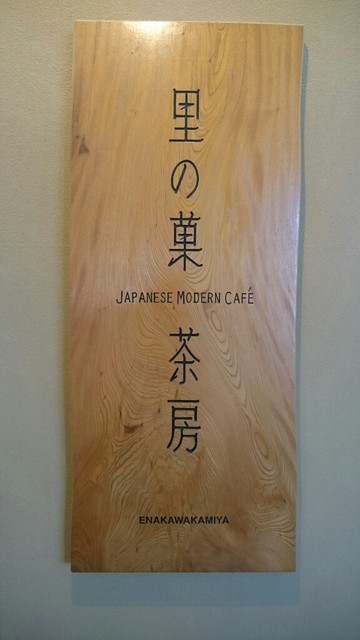 里の菓
JAPANESE MODERN CAFÉ
茶房
ENAKAWAKAMIYA